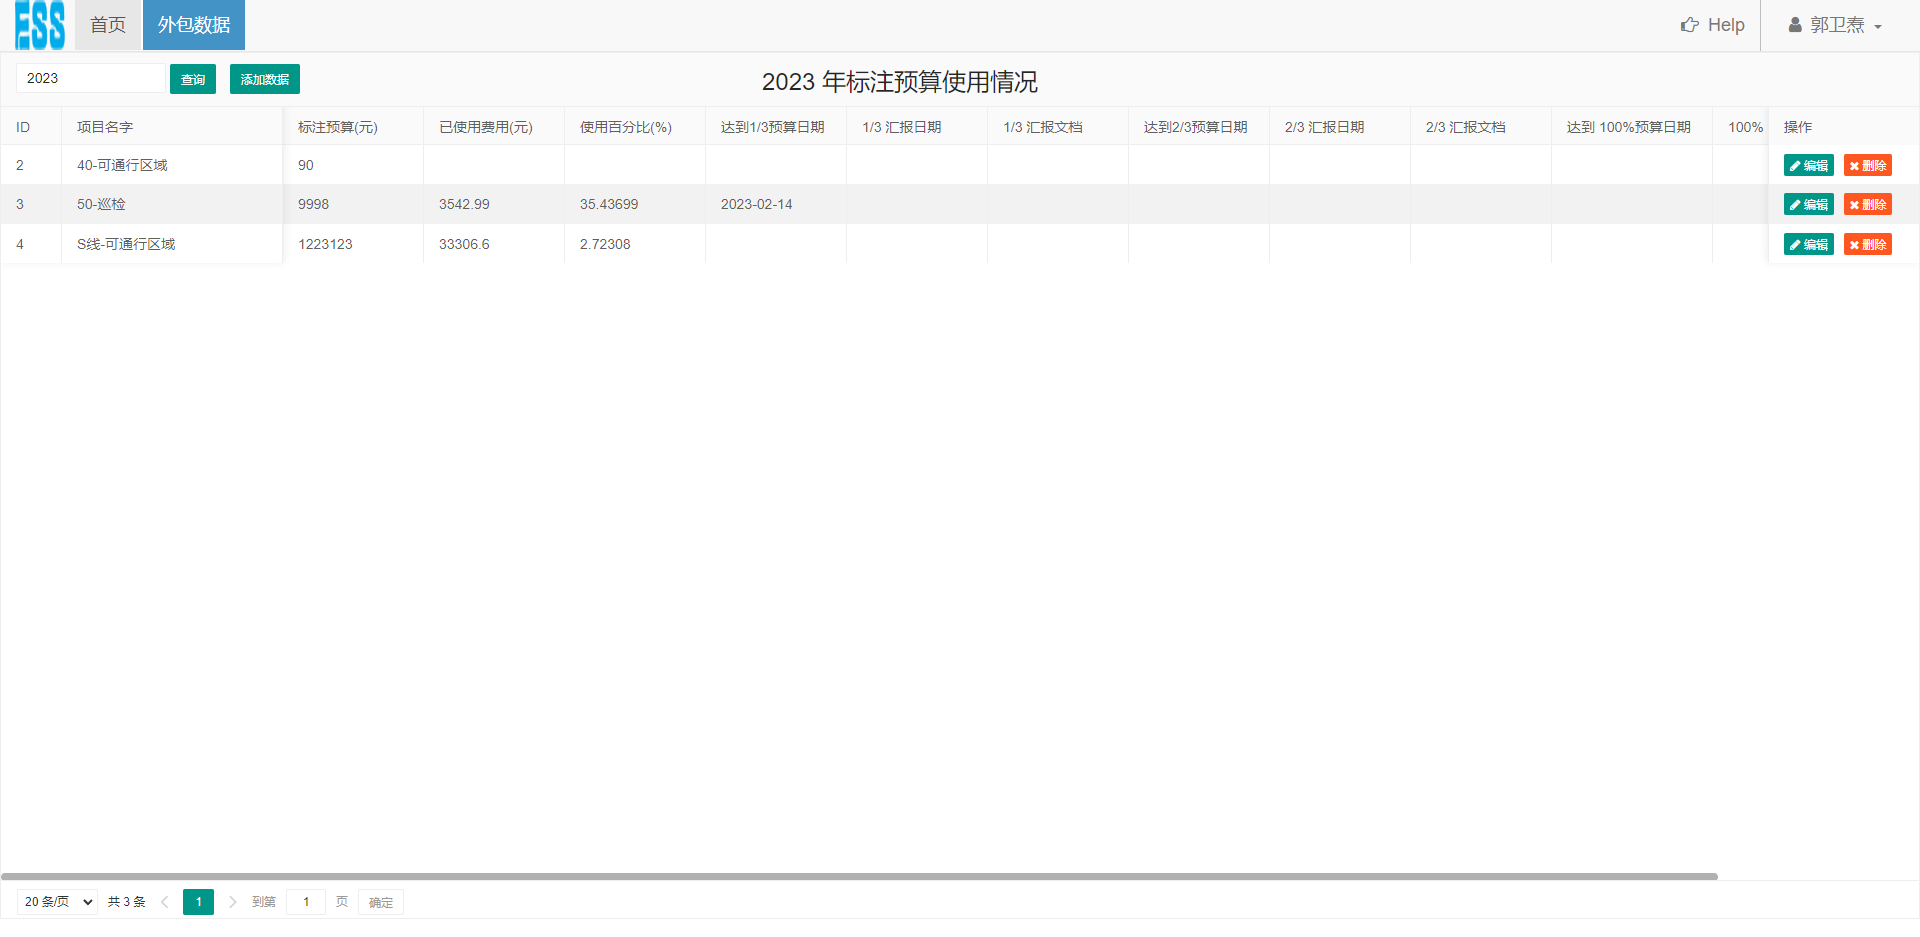 ESS 首页 外包数据 Help 郭卫焘
2023 查询 添加数据 2023 年标注预算使用情况
ID 项目名字 标注预算(元) 已使用费用(元) 使用百分比(%) 达到1/3预算日期 1/3 汇报日期 1/3 汇报文档 达到2/3预算日期 2/3 汇报日期 2/3 汇报文档 达到 100%预算日期 100% 操作
2 40-可通行区域 90 编辑 删除
3 50-巡检 9998 3542.99 35.43699 2023-02-14 编辑 删除
4 S线-可通行区域 1223123 33306.6 2.72308 编辑 删除
20 条/页 共 3 条 1 到第 1 页 确定